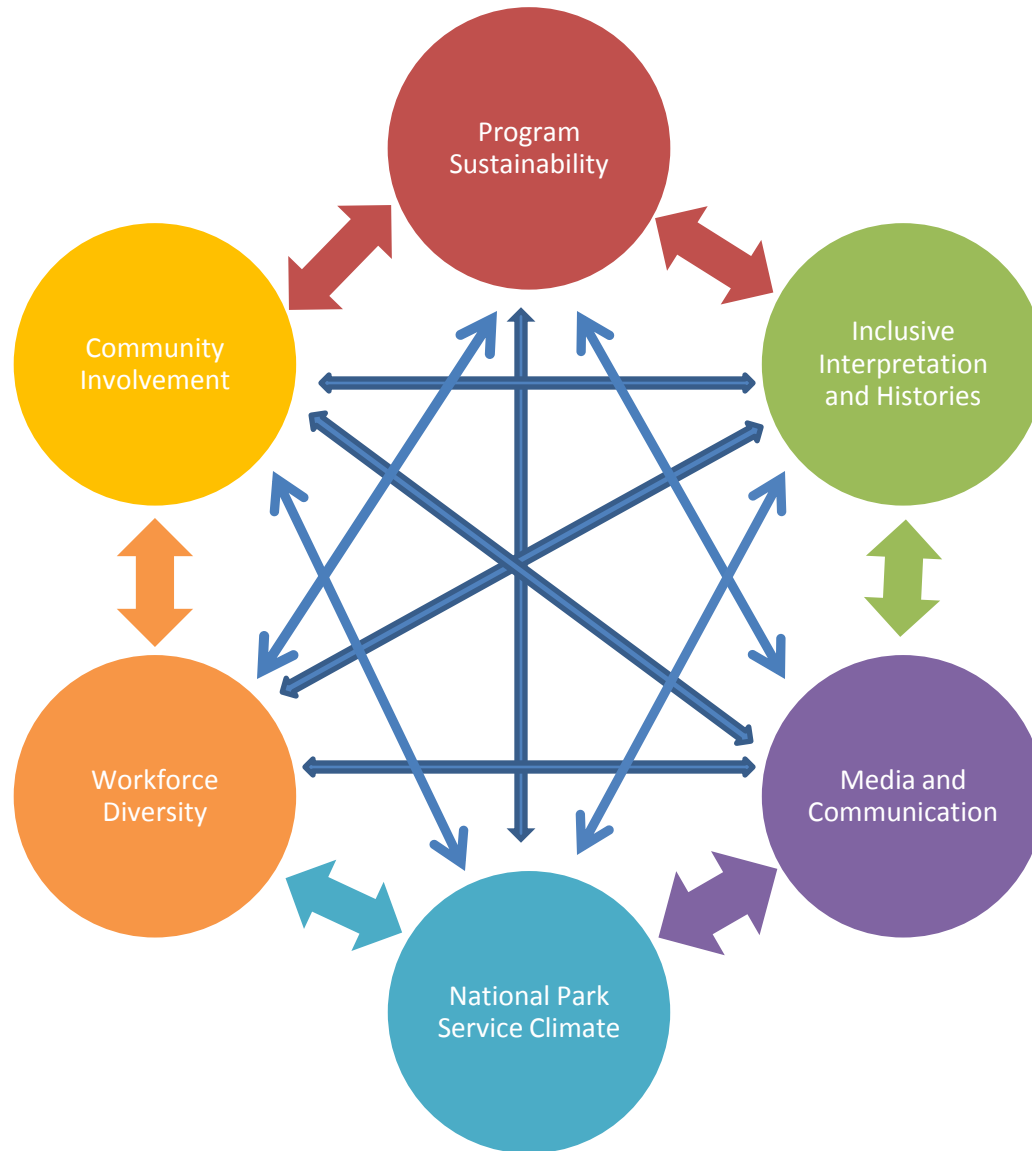 Program
Sustainability
Inclusive
Interpretation
and Histories
Media and
Communication
National Park
Service Climate
Workforce
Diversity
Community
Involvement